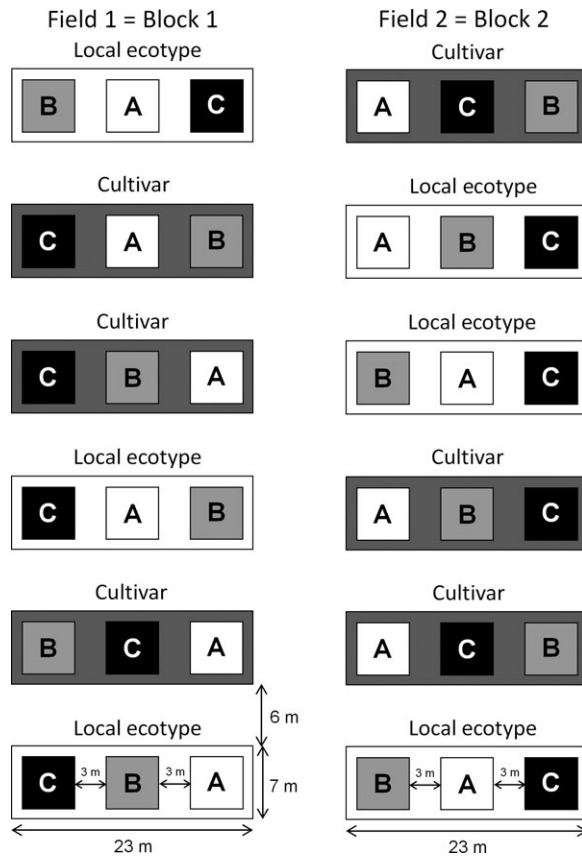 Field 1 = Block 1
Local ecotype
B A C
Cultivar
C A B
Cultivar
C B A
Local ecotype
C A B
Cultivar
B C A
6 m
Local ecotype
C 3 m B 3 m A
7 m
23 m
Field 2 = Block 2
Cultivar
A C B
Local ecotype
A B C
Local ecotype
B A C
Cultivar
A B C
Cultivar
A C B
Local ecotype
B 3 m A 3 m C
23 m